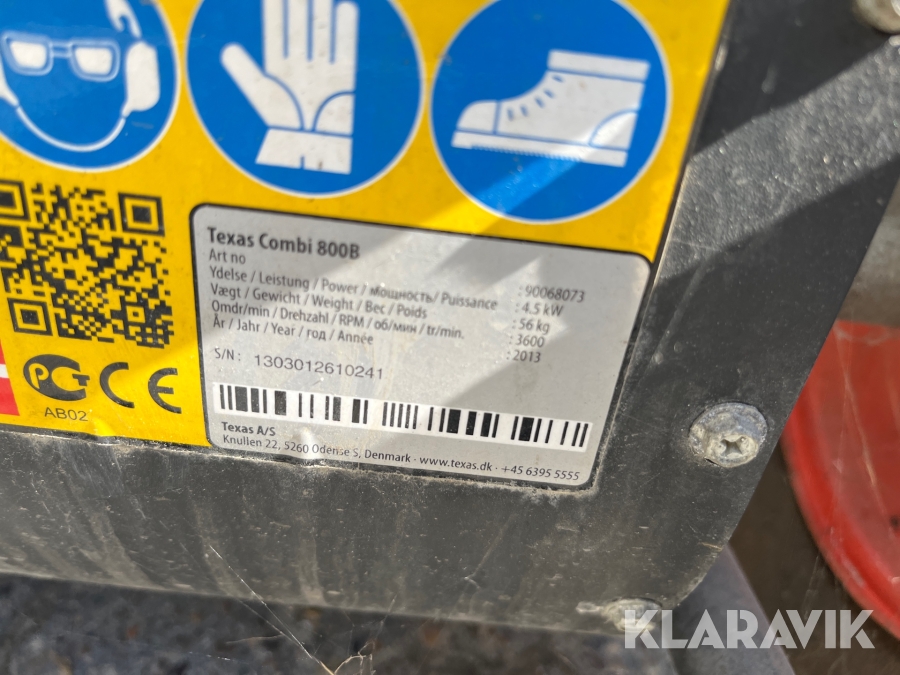 Texas Combi 800B
Art no : 90068073
Ydelse / Leistung / Power / мощность/ Puissance : 4.5 kW
Vægt / Gewicht / Weight / Вес / Poids : 56 kg
Omdr/min / Drehzahl / RPM / об/мин / tr/min. : 3600
År / Jahr / Year / год / Année : 2013
S/N: 1303012610241
Texas A/S
Knullen 22, 5260 Odense S, Denmark · www.texas.dk · +45 6395 5555
PCT CE
AB02
KLARAVIK